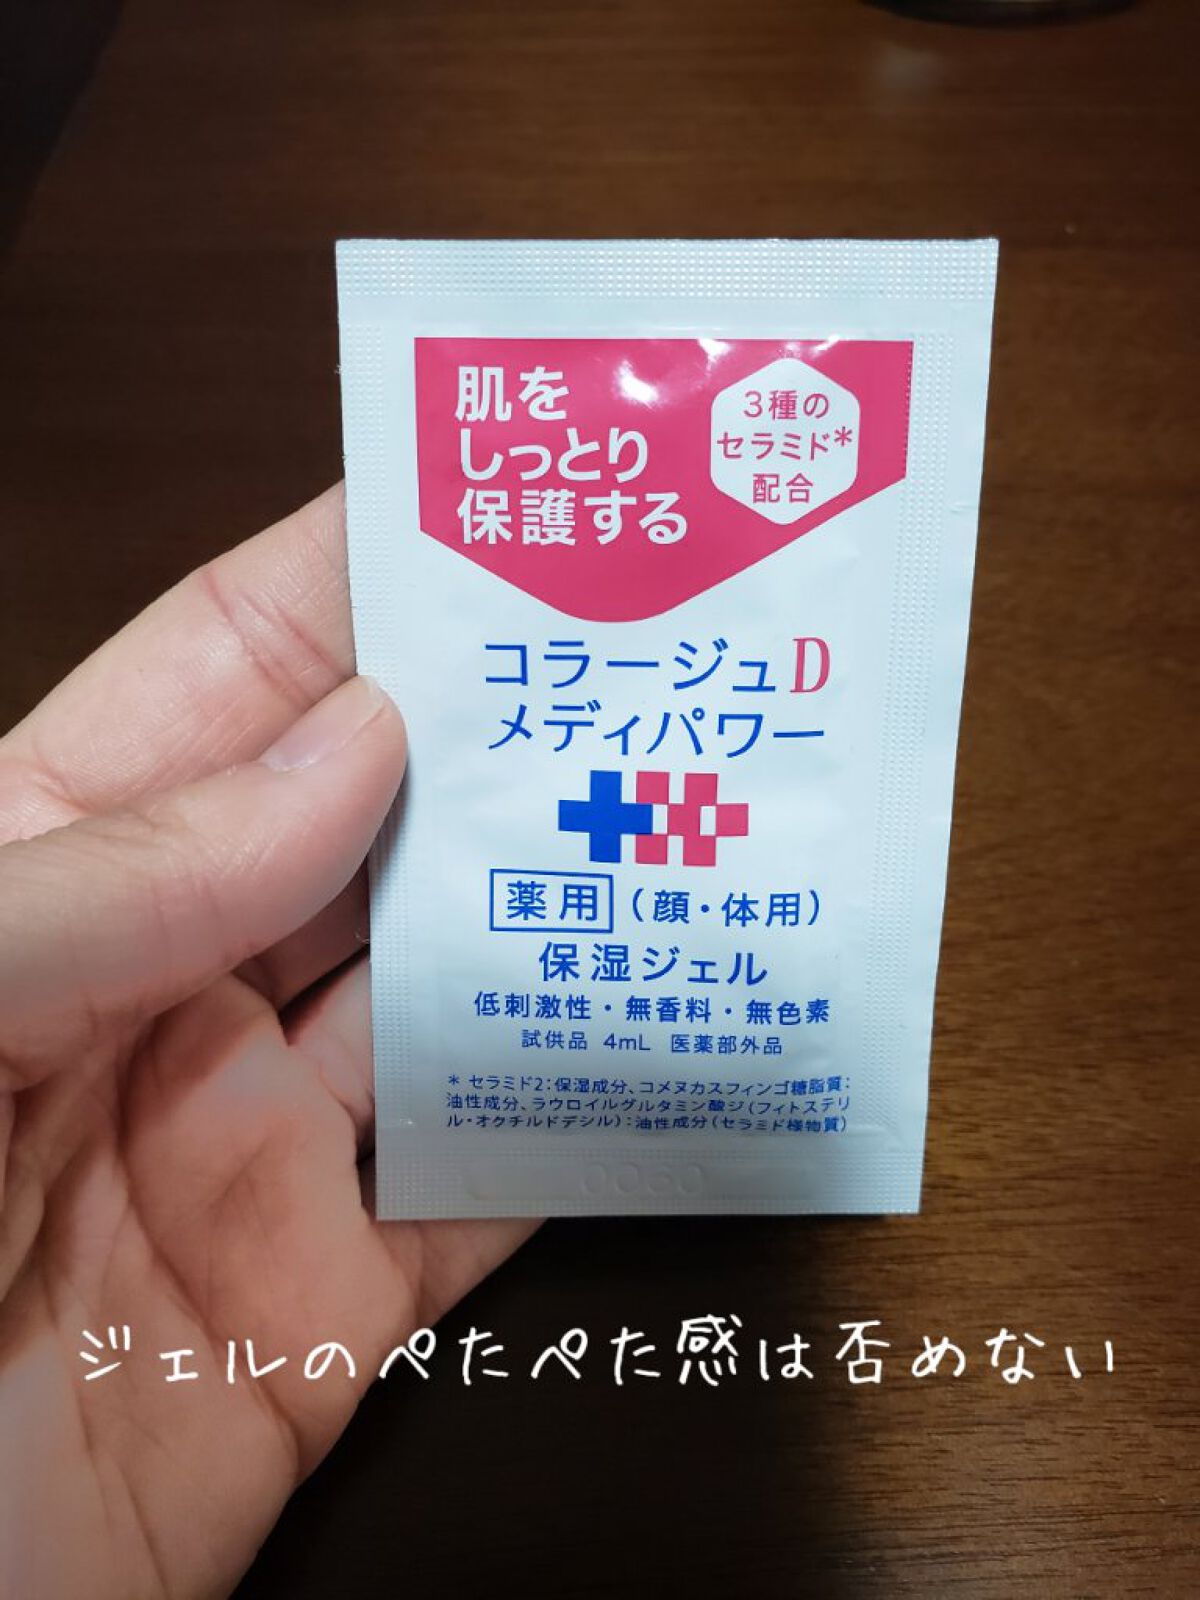 肌を
しっとり
保護する
3種の
セラミド*
配合
コラージュD
メディパワー
薬用（顔・体用）
保湿ジェル
低刺激性・無香料・無色素
試供品 4mL 医薬部外品
* セラミド2：保湿成分、コメヌカスフィンゴ糖脂質：
油性成分、ラウロイルグルタミン酸ジ（フィトステリ
ル・オクチルドデシル）：油性成分（セラミド様物質）
ジェルのぺたぺた感は否めない